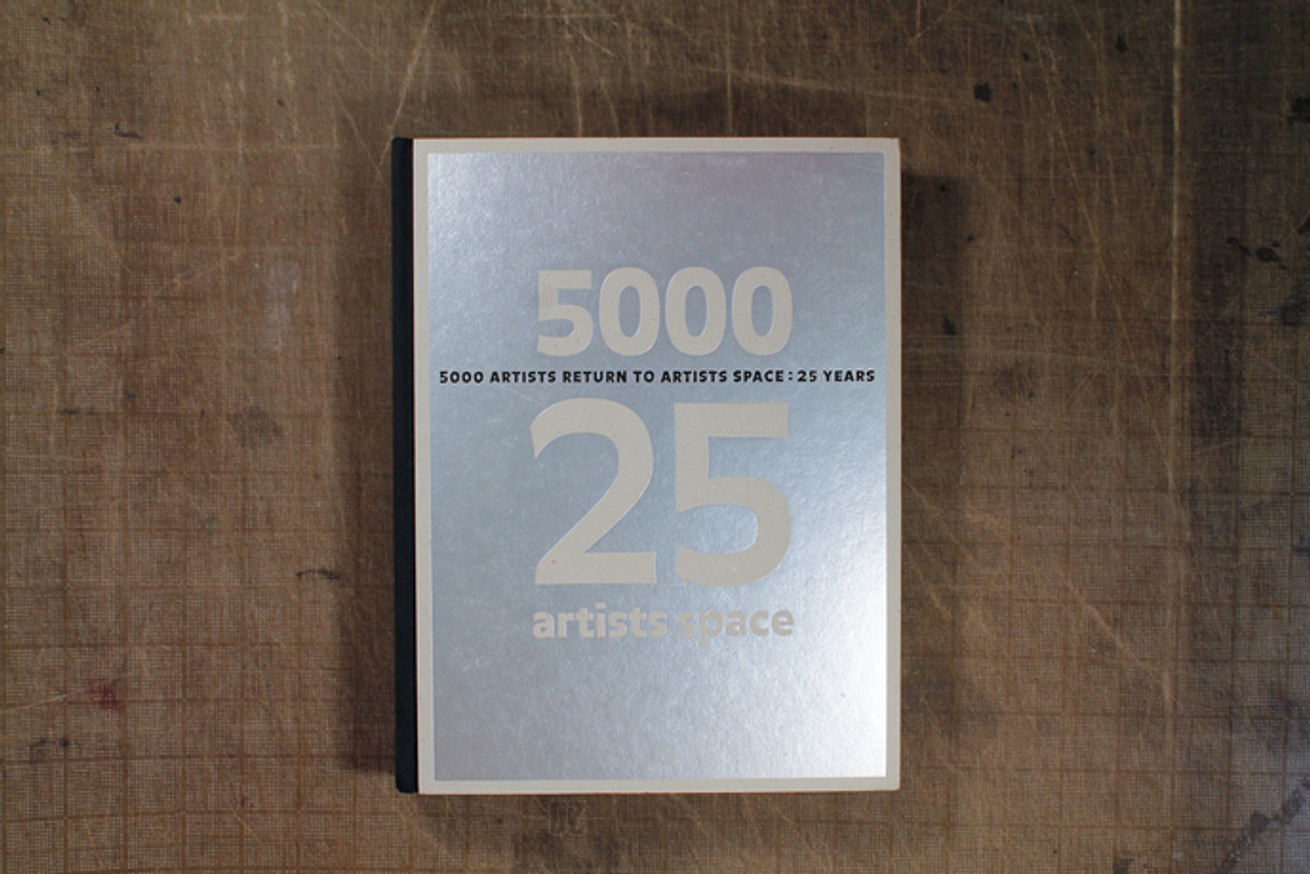 5000
5000 ARTISTS RETURN TO ARTISTS SPACE : 25 YEARS
25
artists space